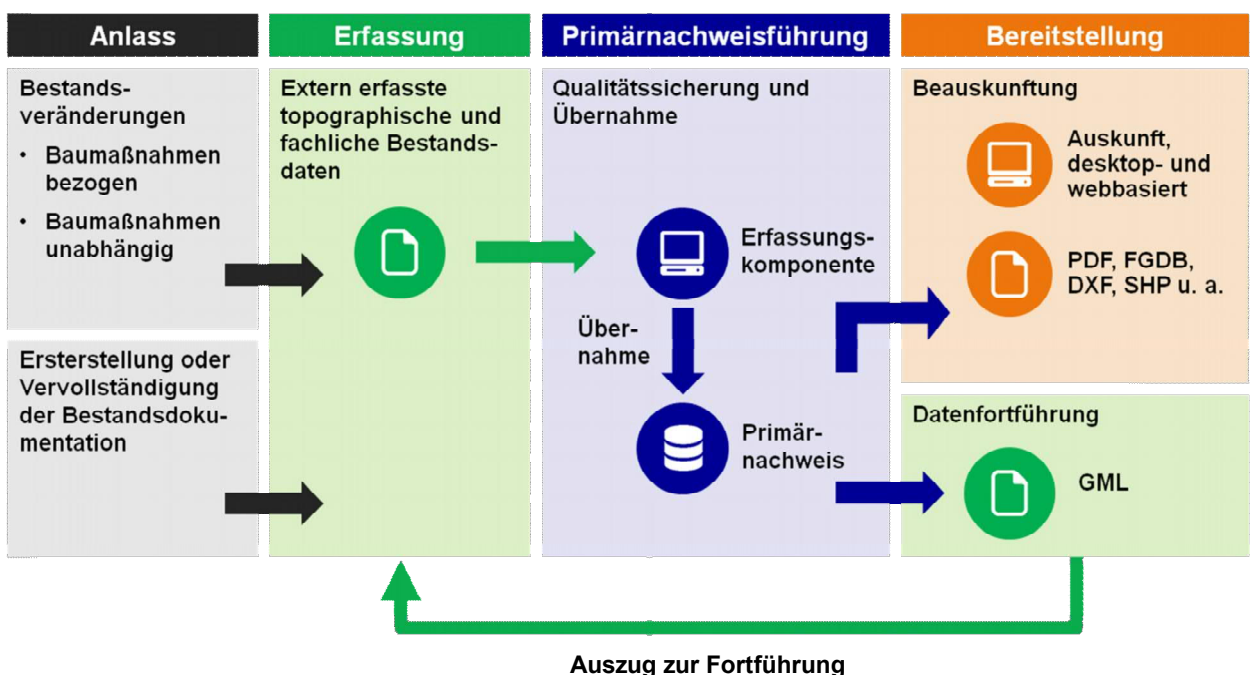 Anlass
Bestands-
veränderungen
• Baumaßnahmen
bezogen
• Baumaßnahmen
unabhängig
Ersterstellung oder
Vervollständigung
der Bestandsdoku-
mentation
Erfassung
Extern erfasste
topographische und
fachliche Bestands-
daten
Primärnachweisführung
Qualitätssicherung und
Übernahme
Erfassungs-
komponente
Über-
nahme
Primär-
nachweis
Bereitstellung
Beauskunftung
Auskunft,
desktop- und
webbasiert
PDF, FGDB,
DXF, SHP u. a.
Datenfortführung
GML
Auszug zur Fortführung